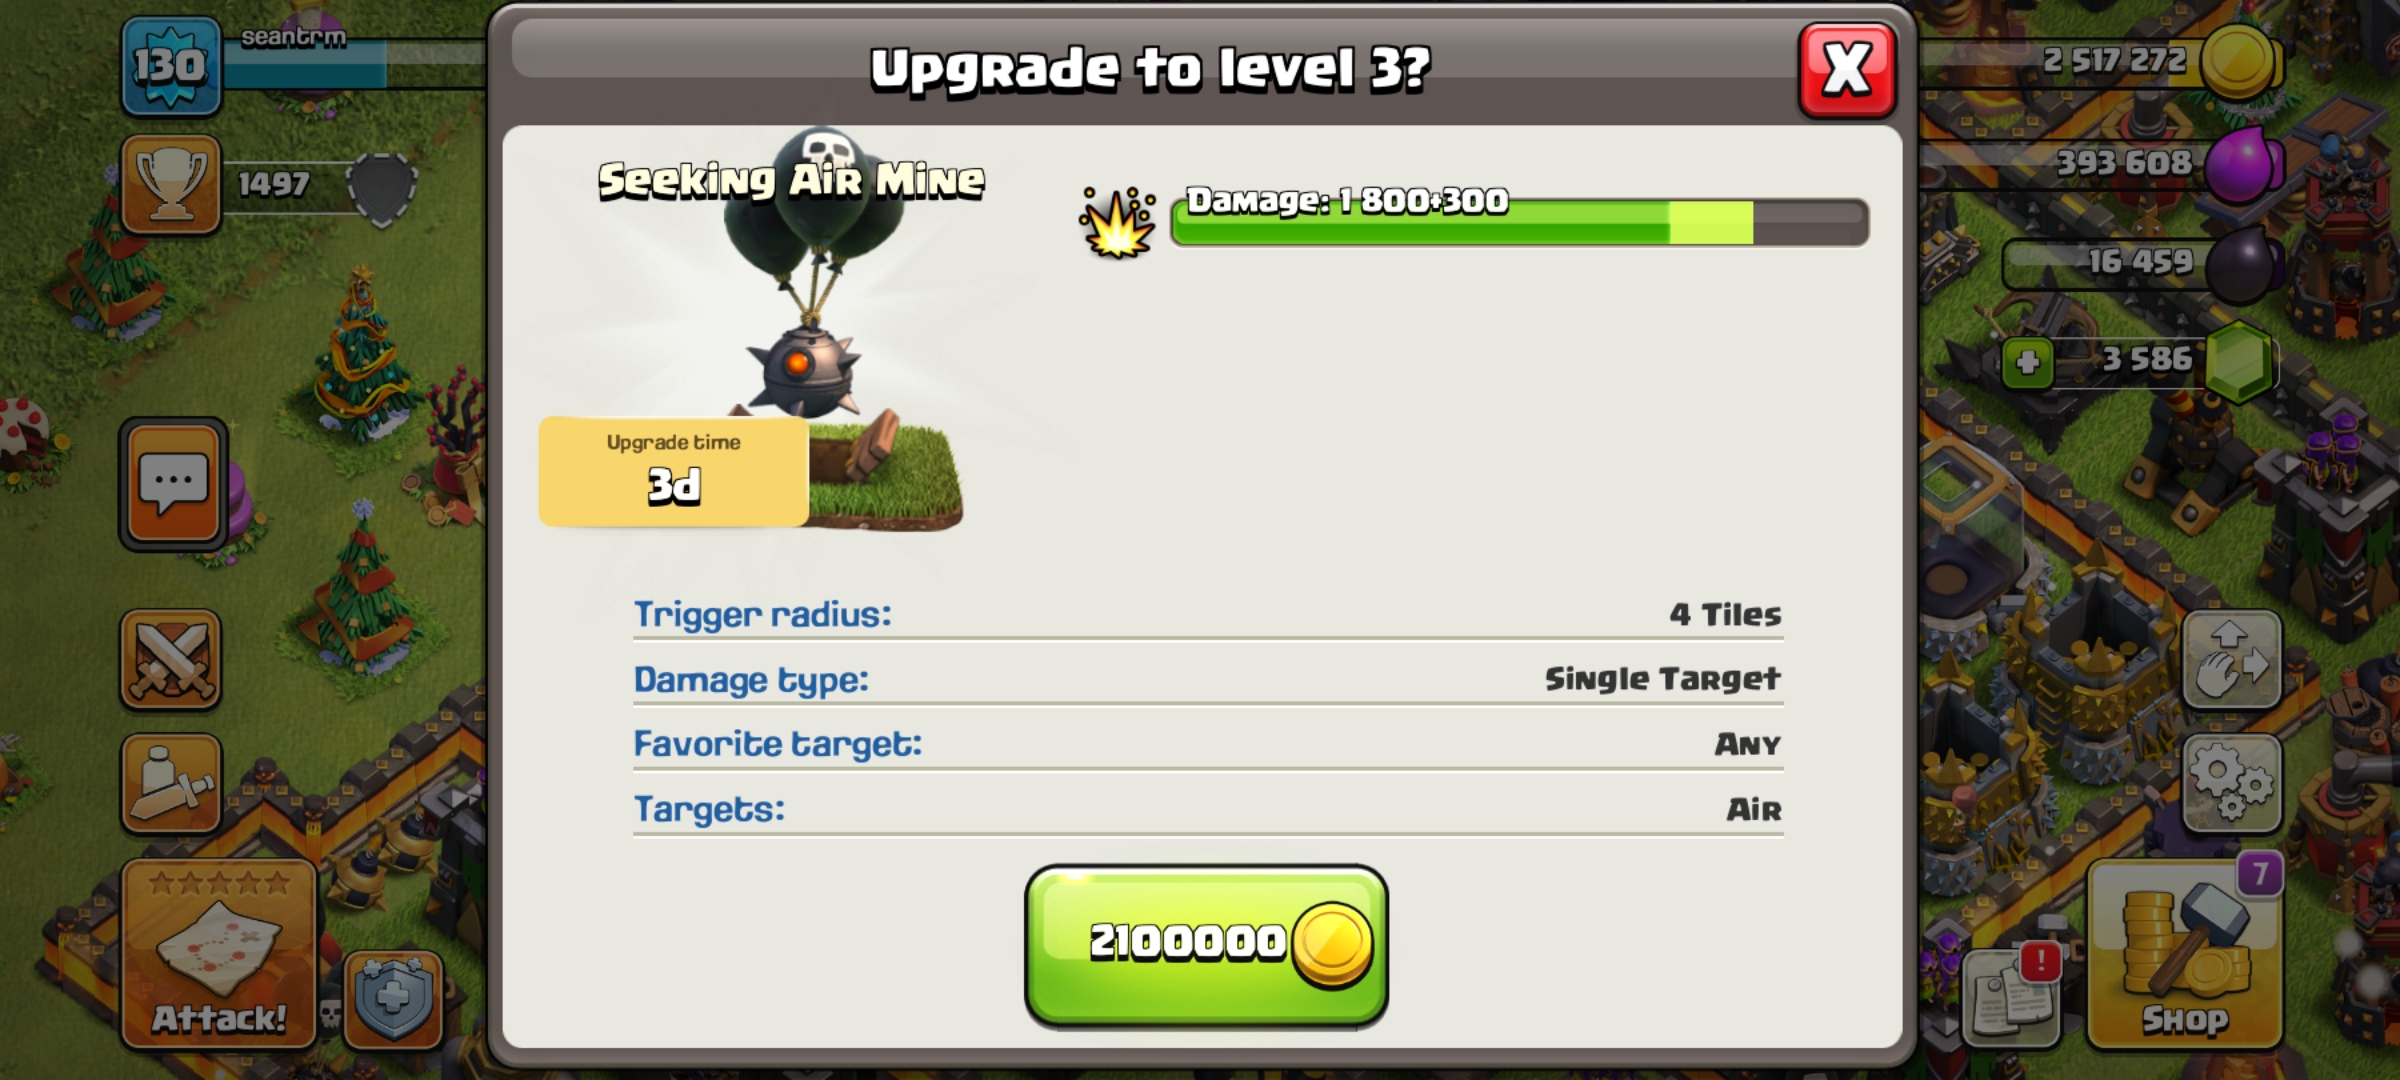 130
seantrm
1497
Upgrade to level 3?
X
2 517 272
393 608
16 459
3 586
Seeking Air Mine
Damage: 1 800+300
Upgrade time
3d
Trigger radius: 4 Tiles
Damage type: Single Target
Favorite target: Any
Targets: Air
2100000
Attack!
7
!
Shop